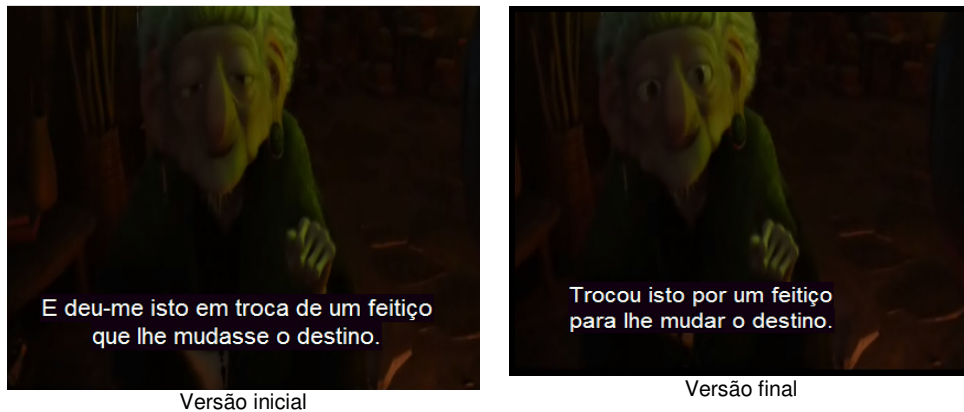 E deu-me isto em troca de um feitiço
que lhe mudasse o destino.
Versão inicial
Trocou isto por um feitiço
para lhe mudar o destino.
Versão final